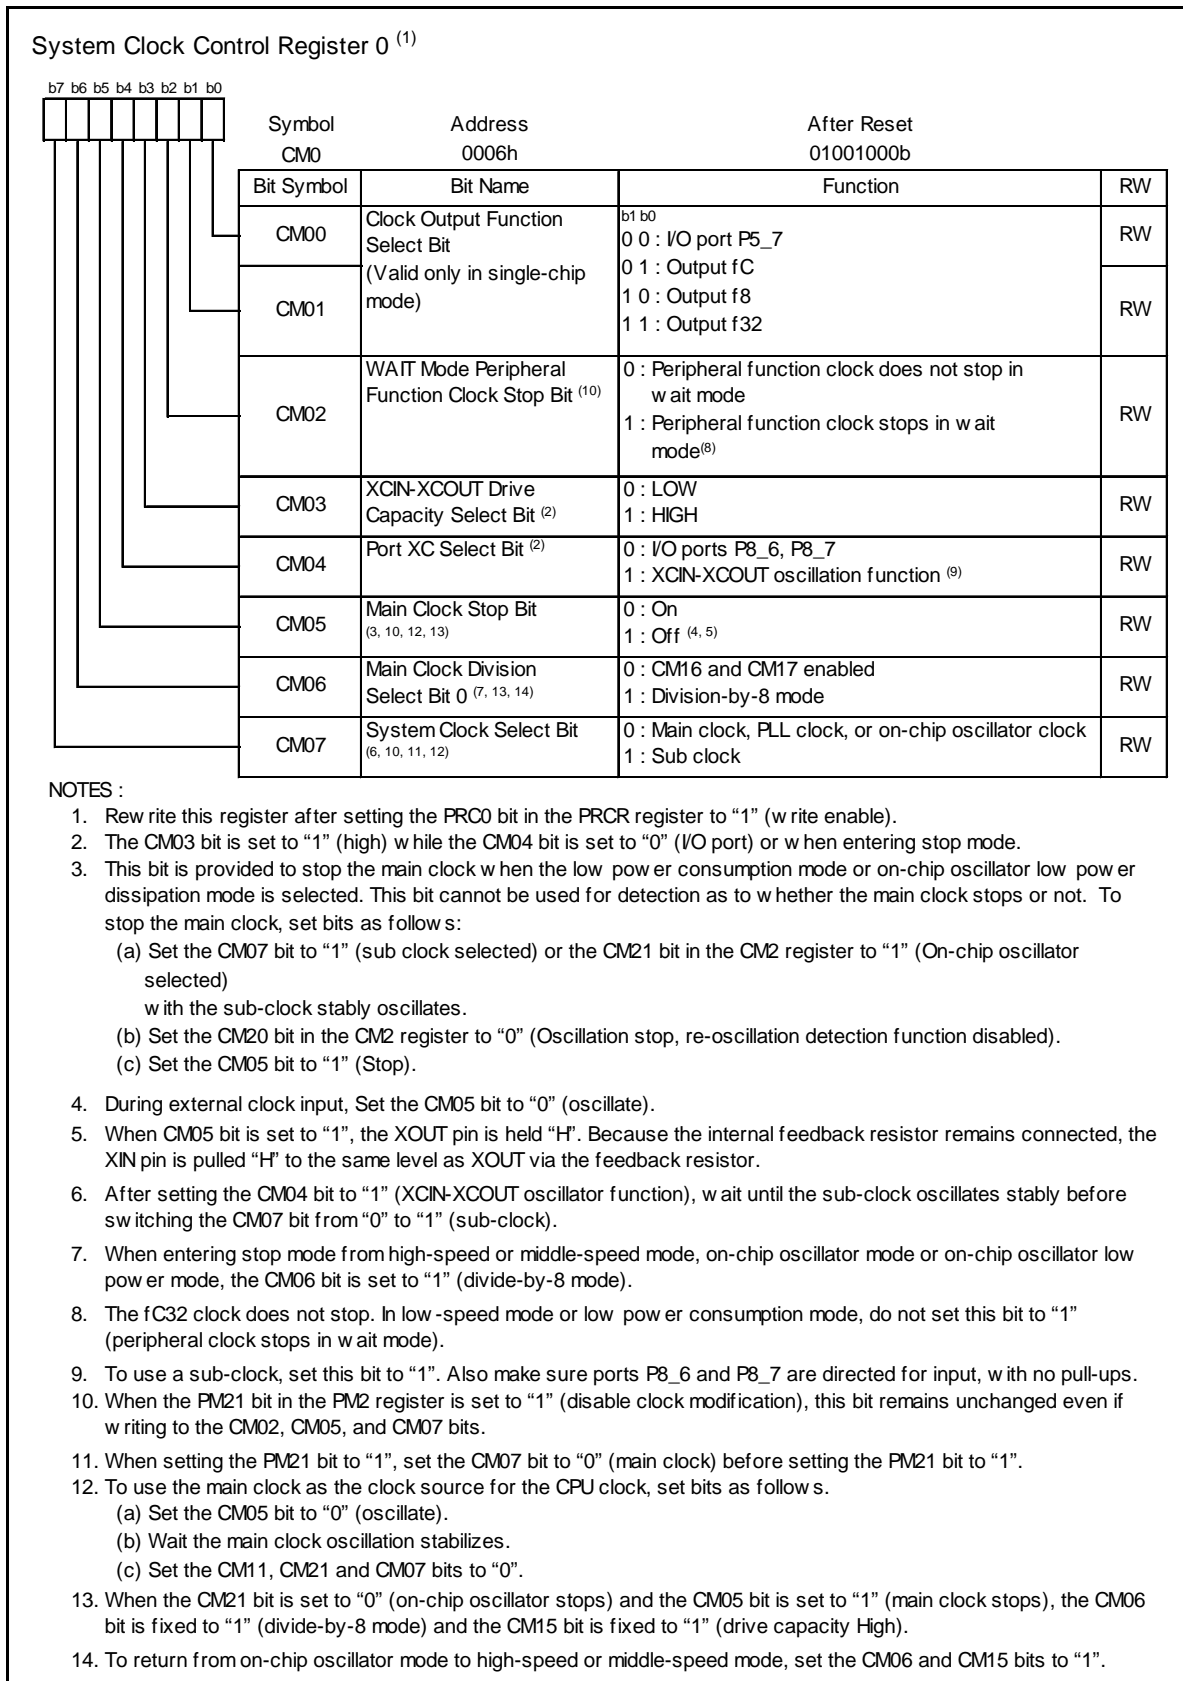 System Clock Control Register 0 (1)
b7 b6 b5 b4 b3 b2 b1 b0
Symbol Address After Reset
CM0 0006h 01001000b
Bit Symbol Bit Name Function RW
CM00 Clock Output Function
Select Bit
(Valid only in single-chip
mode)
b1 b0
0 0 : I/O port P5_7
0 1 : Output fC
1 0 : Output f8
1 1 : Output f32
RW
CM01
RW
CM02 WAIT Mode Peripheral
Function Clock Stop Bit (10)
0 : Peripheral function clock does not stop in
wait mode
1 : Peripheral function clock stops in wait
mode(8)
RW
CM03 XCIN-XCOUT Drive
Capacity Select Bit (2)
0 : LOW
1 : HIGH
RW
CM04 Port XC Select Bit (2)
0 : I/O ports P8_6, P8_7
1 : XCIN-XCOUT oscillation function (9)
RW
CM05 Main Clock Stop Bit
(3, 10, 12, 13)
0 : On
1 : Off (4, 5)
RW
CM06 Main Clock Division
Select Bit 0 (7, 13, 14)
0 : CM16 and CM17 enabled
1 : Division-by-8 mode
RW
CM07 System Clock Select Bit
(6, 10, 11, 12)
0 : Main clock, PLL clock, or on-chip oscillator clock
1 : Sub clock
RW
NOTES :
1. Rewrite this register after setting the PRC0 bit in the PRCR register to “1” (write enable).
2. The CM03 bit is set to “1” (high) while the CM04 bit is set to “0” (I/O port) or when entering stop mode.
3. This bit is provided to stop the main clock when the low power consumption mode or on-chip oscillator low power
dissipation mode is selected. This bit cannot be used for detection as to whether the main clock stops or not. To
stop the main clock, set bits as follows:
(a) Set the CM07 bit to “1” (sub clock selected) or the CM21 bit in the CM2 register to “1” (On-chip oscillator
selected)
with the sub-clock stably oscillates.
(b) Set the CM20 bit in the CM2 register to “0” (Oscillation stop, re-oscillation detection function disabled).
(c) Set the CM05 bit to “1” (Stop).
4. During external clock input, Set the CM05 bit to “0” (oscillate).
5. When CM05 bit is set to “1”, the XOUT pin is held “H”. Because the internal feedback resistor remains connected, the
XIN pin is pulled “H” to the same level as XOUT via the feedback resistor.
6. After setting the CM04 bit to “1” (XCIN-XCOUT oscillator function), wait until the sub-clock oscillates stably before
switching the CM07 bit from “0” to “1” (sub-clock).
7. When entering stop mode from high-speed or middle-speed mode, on-chip oscillator mode or on-chip oscillator low
power mode, the CM06 bit is set to “1” (divide-by-8 mode).
8. The fC32 clock does not stop. In low-speed mode or low power consumption mode, do not set this bit to “1”
(peripheral clock stops in wait mode).
9. To use a sub-clock, set this bit to “1”. Also make sure ports P8_6 and P8_7 are directed for input, with no pull-ups.
10. When the PM21 bit in the PM2 register is set to “1” (disable clock modification), this bit remains unchanged even if
writing to the CM02, CM05, and CM07 bits.
11. When setting the PM21 bit to “1”, set the CM07 bit to “0” (main clock) before setting the PM21 bit to “1”.
12. To use the main clock as the clock source for the CPU clock, set bits as follows.
(a) Set the CM05 bit to “0” (oscillate).
(b) Wait the main clock oscillation stabilizes.
(c) Set the CM11, CM21 and CM07 bits to “0”.
13. When the CM21 bit is set to “0” (on-chip oscillator stops) and the CM05 bit is set to “1” (main clock stops), the CM06
bit is fixed to “1” (divide-by-8 mode) and the CM15 bit is fixed to “1” (drive capacity High).
14. To return from on-chip oscillator mode to high-speed or middle-speed mode, set the CM06 and CM15 bits to “1”.